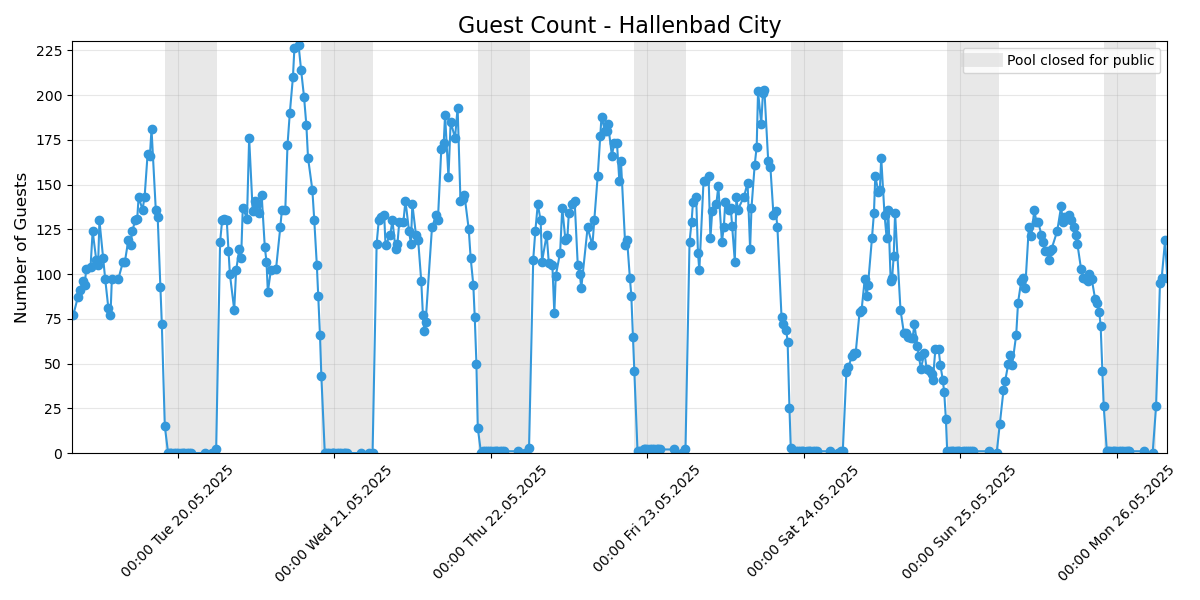 Guest Count - Hallenbad City
Pool closed for public
Number of Guests
225
200
175
150
125
100
75
50
25
0
00:00 Tue 20.05.2025
00:00 Wed 21.05.2025
00:00 Thu 22.05.2025
00:00 Fri 23.05.2025
00:00 Sat 24.05.2025
00:00 Sun 25.05.2025
00:00 Mon 26.05.2025